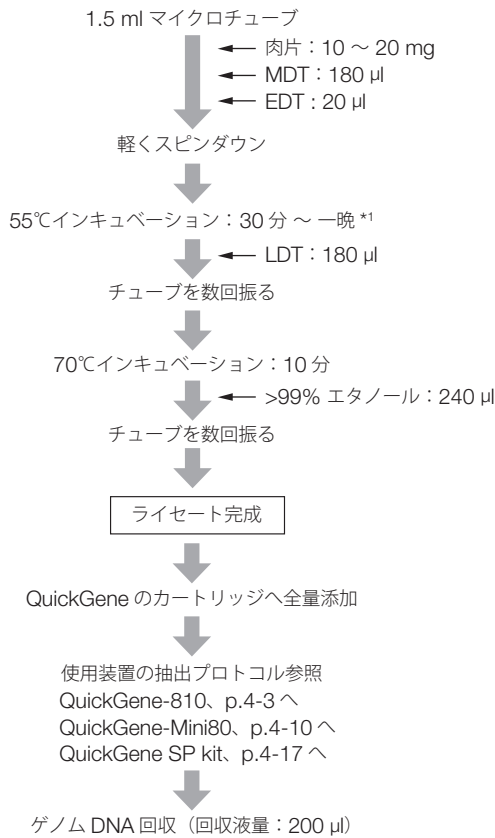 1.5 ml マイクロチューブ
肉片：10 ～ 20 mg
MDT：180 μl
EDT : 20 μl
軽くスピンダウン
55℃インキュベーション：30 分 ～ 一晩 *1
LDT：180 μl
チューブを数回振る
70℃インキュベーション：10 分
>99% エタノール：240 μl
チューブを数回振る
ライセート完成
QuickGene のカートリッジへ全量添加
使用装置の抽出プロトコル参照
QuickGene-810、p.4-3 へ
QuickGene-Mini80、p.4-10 へ
QuickGene SP kit、p.4-17 へ
ゲノム DNA 回収（回収液量：200 μl）